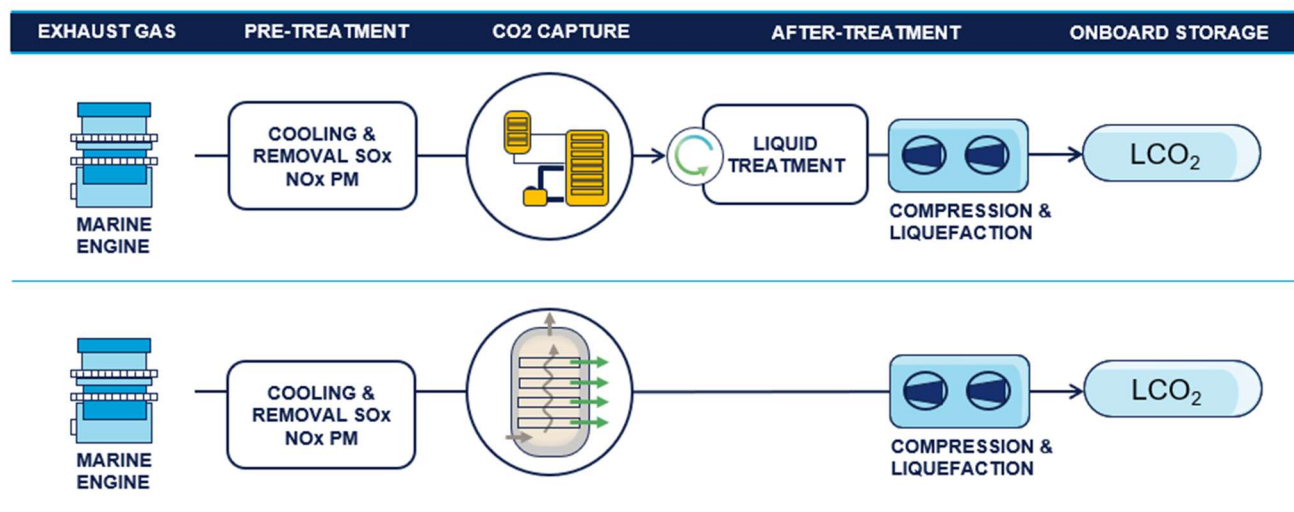 EXHAUST GAS
PRE-TREATMENT
CO2 CAPTURE
AFTER-TREATMENT
ONBOARD STORAGE
MARINE
ENGINE
COOLING &
REMOVAL SOx
NOx PM
LIQUID
TREATMENT
COMPRESSION &
LIQUEFACTION
LCO₂
MARINE
ENGINE
COOLING &
REMOVAL SOx
NOx PM
COMPRESSION &
LIQUEFACTION
LCO₂